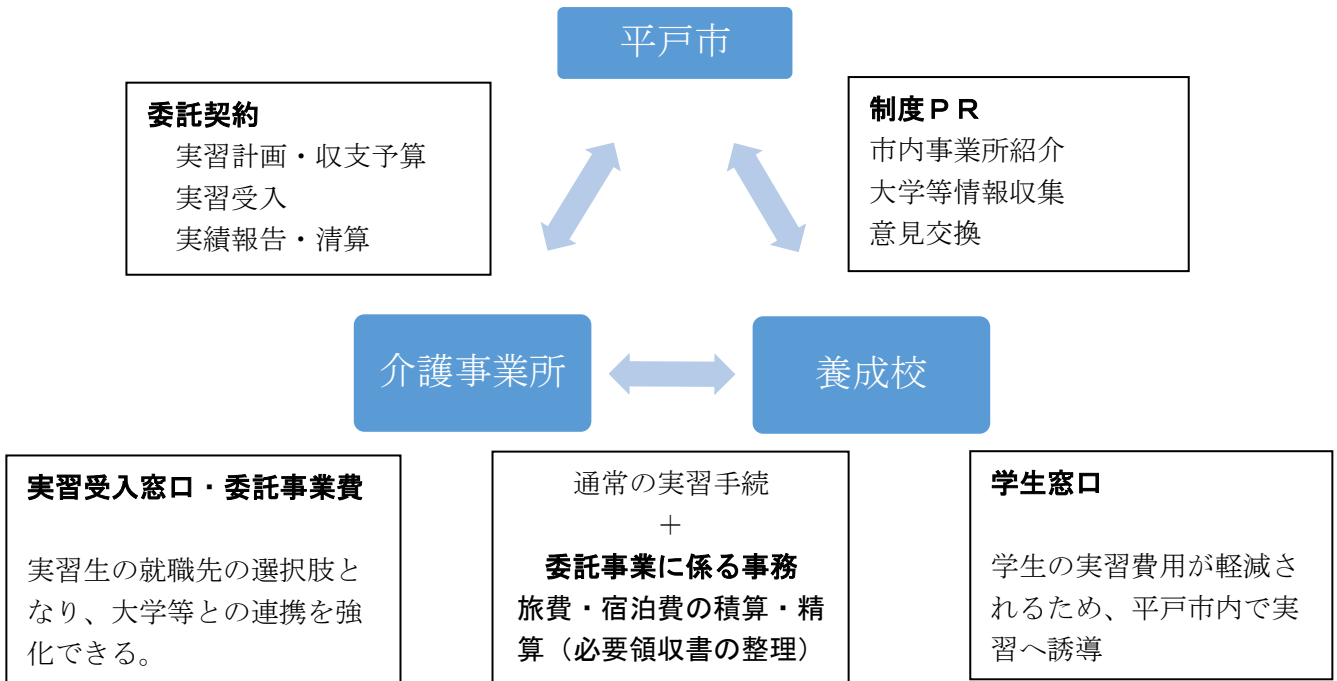 平戸市
委託契約
実習計画・収支予算
実習受入
実績報告・清算
制度ＰＲ
市内事業所紹介
大学等情報収集
意見交換
介護事業所
養成校
実習受入窓口・委託事業費
実習生の就職先の選択肢と
なり、大学等との連携を強
化できる。
通常の実習手続
＋
委託事業に係る事務
旅費・宿泊費の積算・精
算（必要領収書の整理）
学生窓口
学生の実習費用が軽減さ
れるため、平戸市内で実
習へ誘導